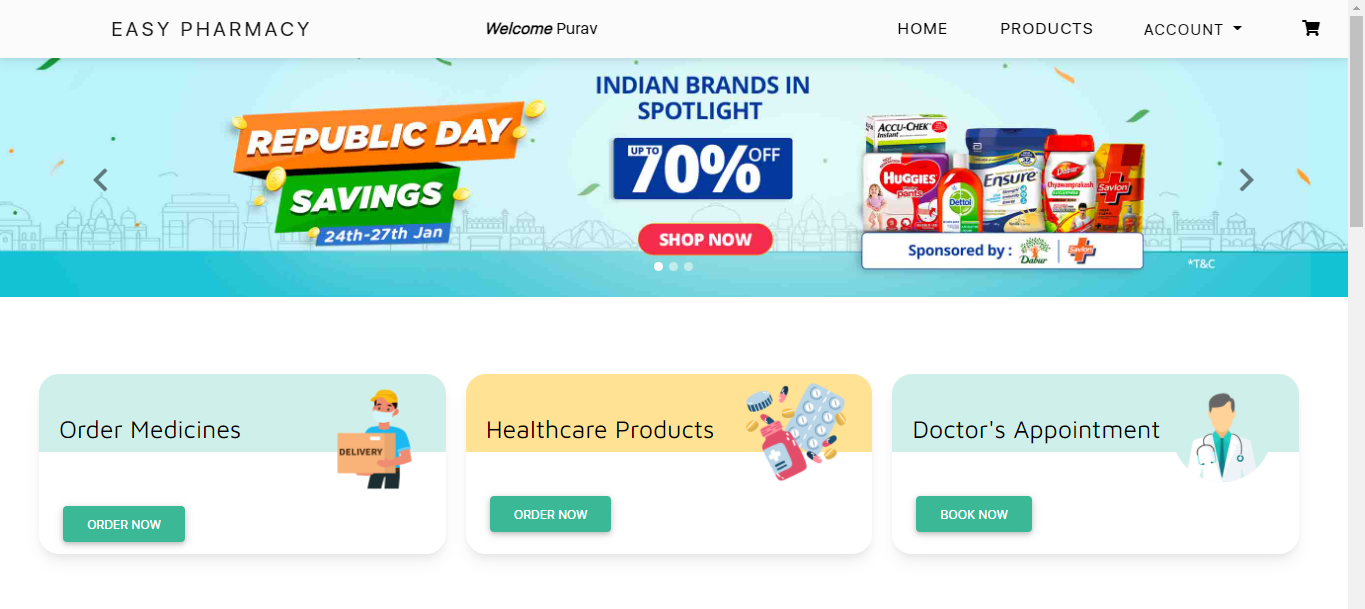 EASY PHARMACY
Welcome Purav
HOME
PRODUCTS
ACCOUNT
REPUBLIC DAY
SAVINGS
24th-27th Jan
INDIAN BRANDS IN
SPOTLIGHT
UP TO
70% OFF
SHOP NOW
ACCU-CHEK
Instant
HUGGIES
pants
Dettol
Ensure
Dabur
Chyawanprakash
Savlon
Sponsored by :
Dabur
Savlon
*T&C
Order Medicines
DELIVERY
ORDER NOW
Healthcare Products
ORDER NOW
Doctor's Appointment
BOOK NOW